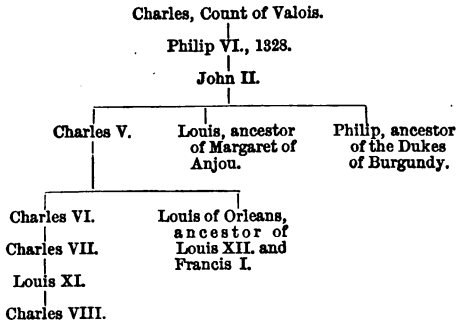 Charles, Count of Valois.
Philip VI., 1328.
John II.
Charles V.
Louis, ancestor
of Margaret of
Anjou.
Philip, ancestor
of the Dukes
of Burgundy.
Charles VI.
Louis of Orleans,
ancestor of
Louis XII. and
Francis I.
Charles VII.
Louis XI.
Charles VIII.